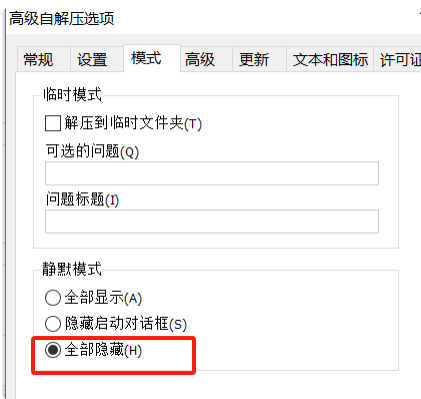 高级自解压选项
常规 设置 模式 高级 更新 文本和图标 许可证
临时模式
解压到临时文件夹(T)
可选的问题(Q)
问题标题(I)
静默模式
全部显示(A)
隐藏启动对话框(S)
全部隐藏(H)